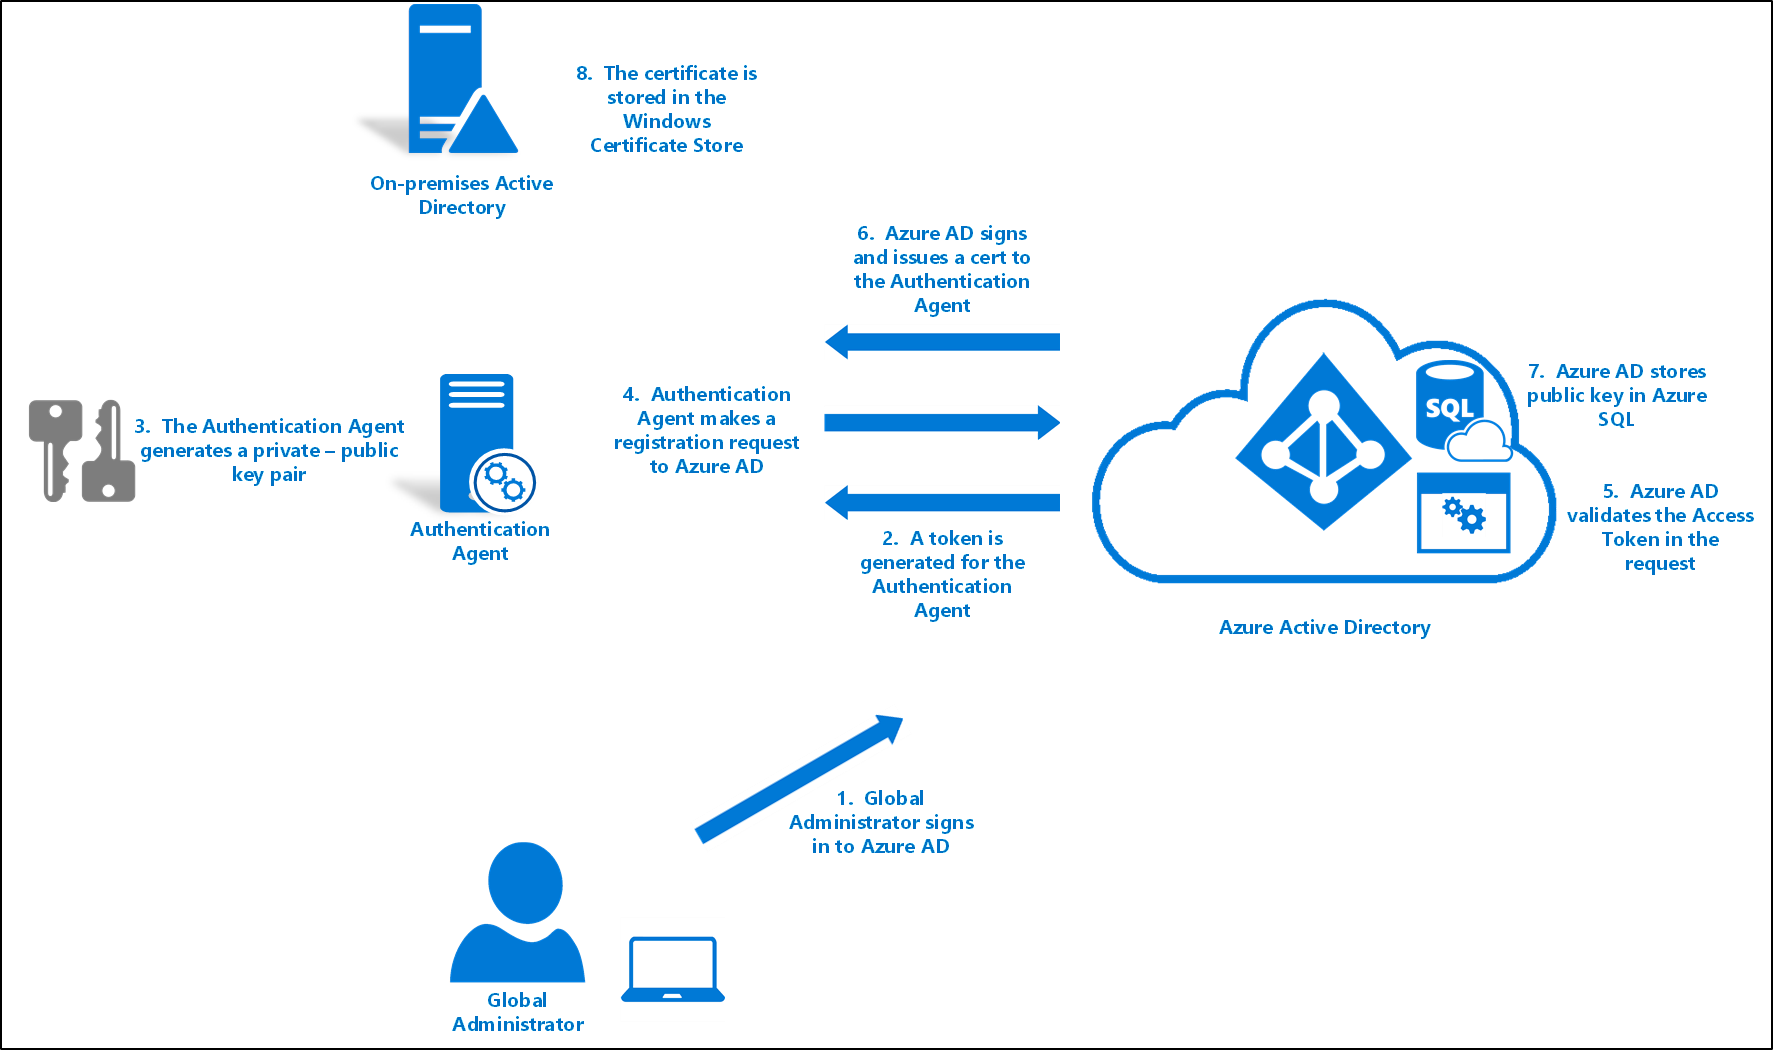 8.  The certificate is
stored in the
Windows
Certificate Store
On-premises Active
Directory
6.  Azure AD signs
and issues a cert to
the Authentication
Agent
7.  Azure AD stores
public key in Azure
SQL
SQL
4.  Authentication
Agent makes a
registration request
to Azure AD
3.  The Authentication Agent
generates a private – public
key pair
Authentication
Agent
5.  Azure AD
validates the Access
Token in the
request
2.  A token is
generated for the
Authentication
Agent
Azure Active Directory
1.  Global
Administrator signs
in to Azure AD
Global
Administrator